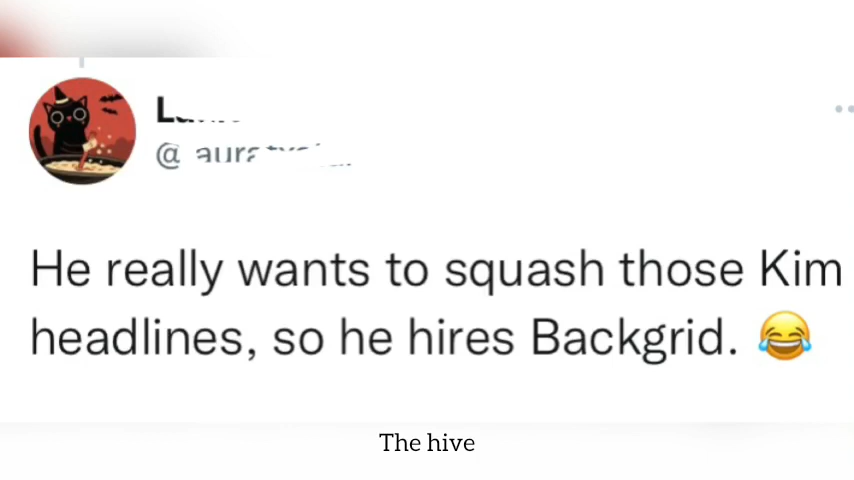 He really wants to squash those Kim
headlines, so he hires Backgrid. 😂
The hive